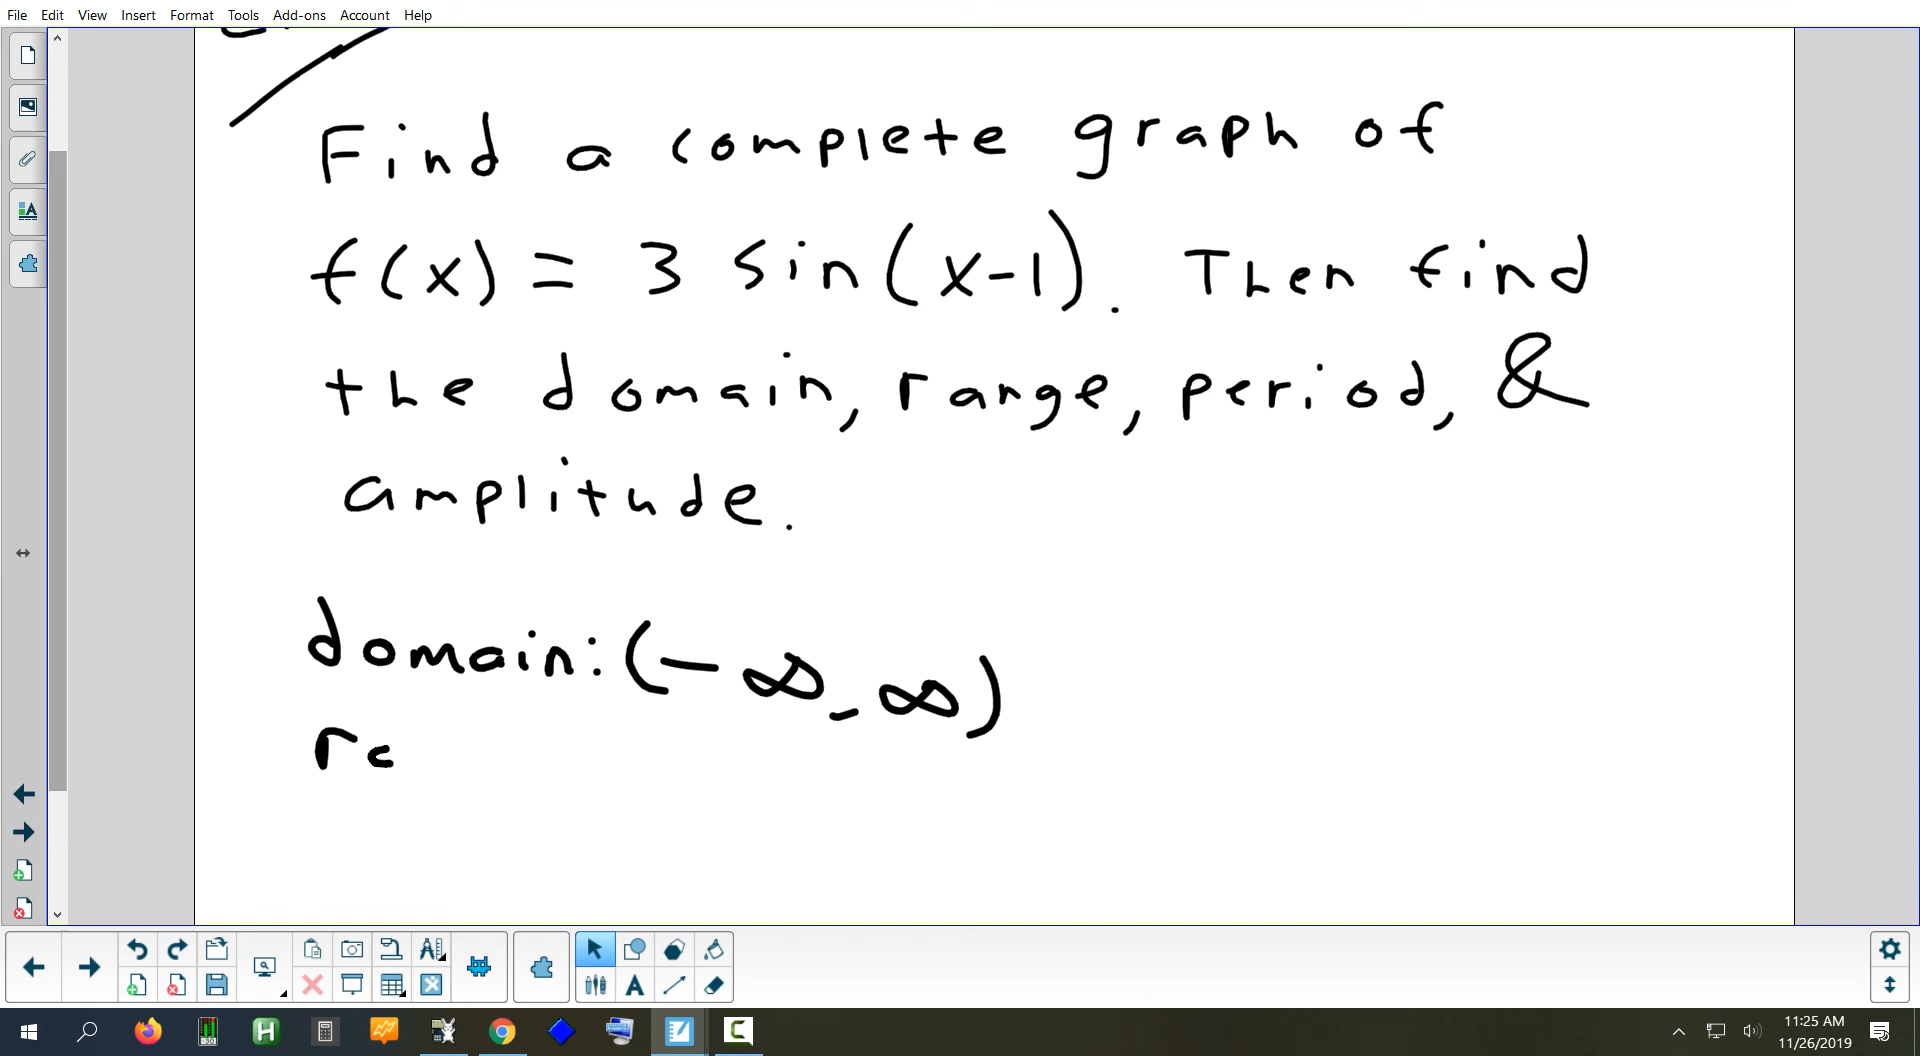 File Edit View Insert Format Tools Add-ons Account Help
Find a complete graph of
f(x) = 3 sin(x-1). Then find
the domain, range, period, &
amplitude.
domain: (-∞, ∞)
ra
11:25 AM
11/26/2019